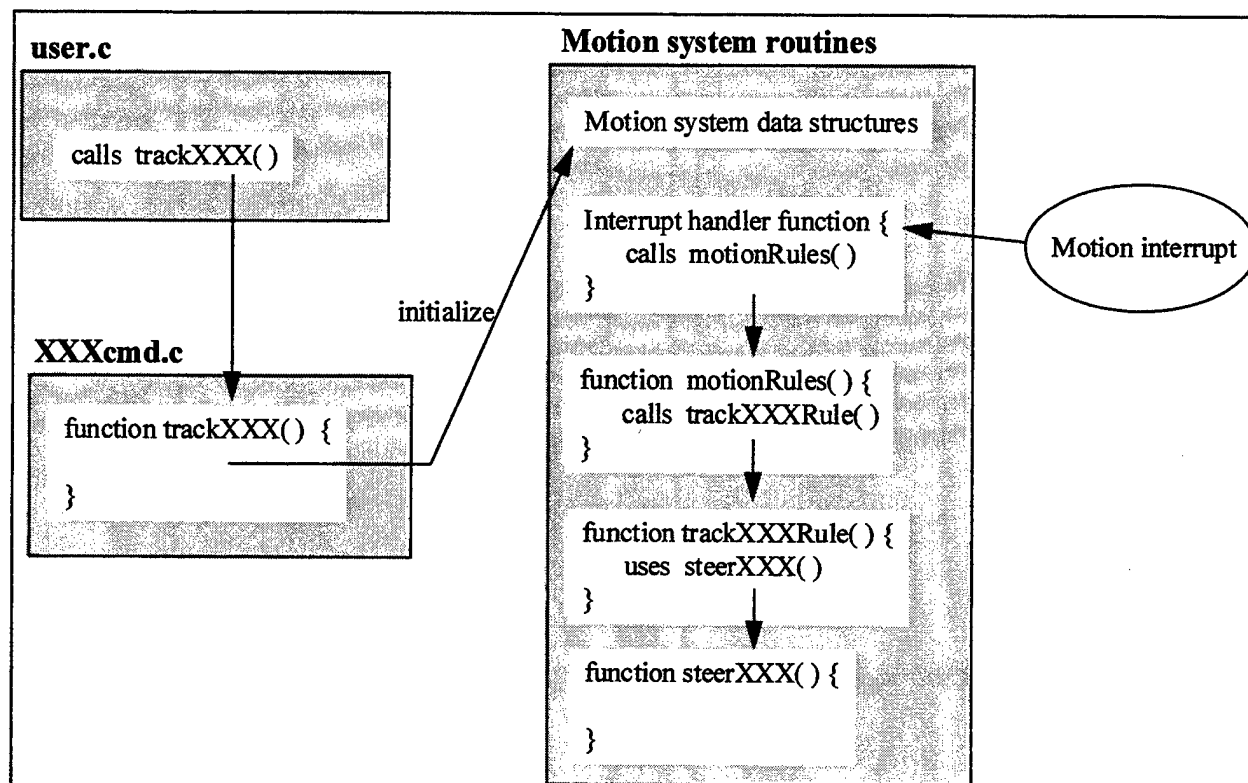 user.c
calls trackXXX( )
XXXcmd.c
function trackXXX( ) {
}
initialize
Motion system routines
Motion system data structures
Interrupt handler function {
calls motionRules( )
}
function motionRules( ) {
calls trackXXXRule( )
}
function trackXXXRule( ) {
uses steerXXX( )
}
function steerXXX( ) {
}
Motion interrupt